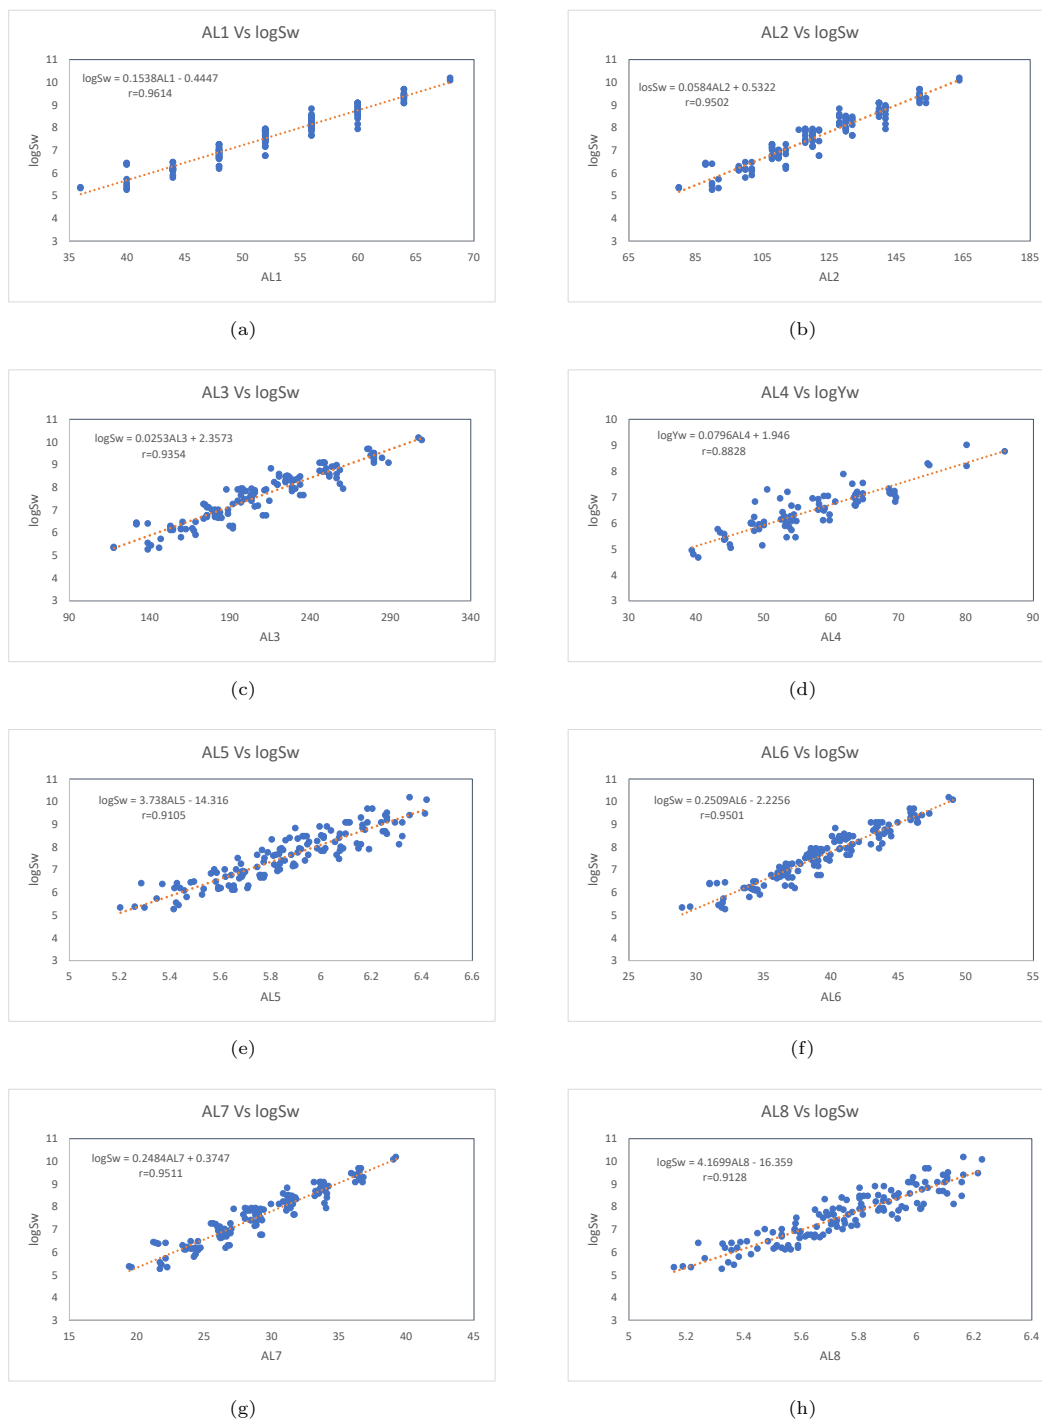 AL1 Vs logSw
logSw = 0.1538AL1 - 0.4447
r=0.9614
logSw
11
10
9
8
7
6
5
4
3
35 40 45 50 55 60 65 70
AL1
(a)
AL2 Vs logSw
losSw = 0.0584AL2 + 0.5322
r=0.9502
logSw
11
10
9
8
7
6
5
4
3
65 85 105 125 145 165 185
AL2
(b)
AL3 Vs logSw
logSw = 0.0253AL3 + 2.3573
r=0.9354
logSw
11
10
9
8
7
6
5
4
3
90 140 190 240 290 340
AL3
(c)
AL4 Vs logYw
logYw = 0.0796AL4 + 1.946
r=0.8828
logSw
10
9
8
7
6
5
4
3
30 40 50 60 70 80 90
AL4
(d)
AL5 Vs logSw
logSw = 3.738AL5 - 14.316
r=0.9105
logSw
11
10
9
8
7
6
5
4
3
5 5.2 5.4 5.6 5.8 6 6.2 6.4 6.6
AL5
(e)
AL6 Vs logSw
logSw = 0.2509AL6 - 2.2256
r=0.9501
logSw
11
10
9
8
7
6
5
4
3
25 30 35 40 45 50 55
AL6
(f)
AL7 Vs logSw
logSw = 0.2484AL7 + 0.3747
r=0.9511
logSw
11
10
9
8
7
6
5
4
3
15 20 25 30 35 40 45
AL7
(g)
AL8 Vs logSw
logSw = 4.1699AL8 - 16.359
r=0.9128
logSw
11
10
9
8
7
6
5
4
3
5 5.2 5.4 5.6 5.8 6 6.2 6.4
AL8
(h)